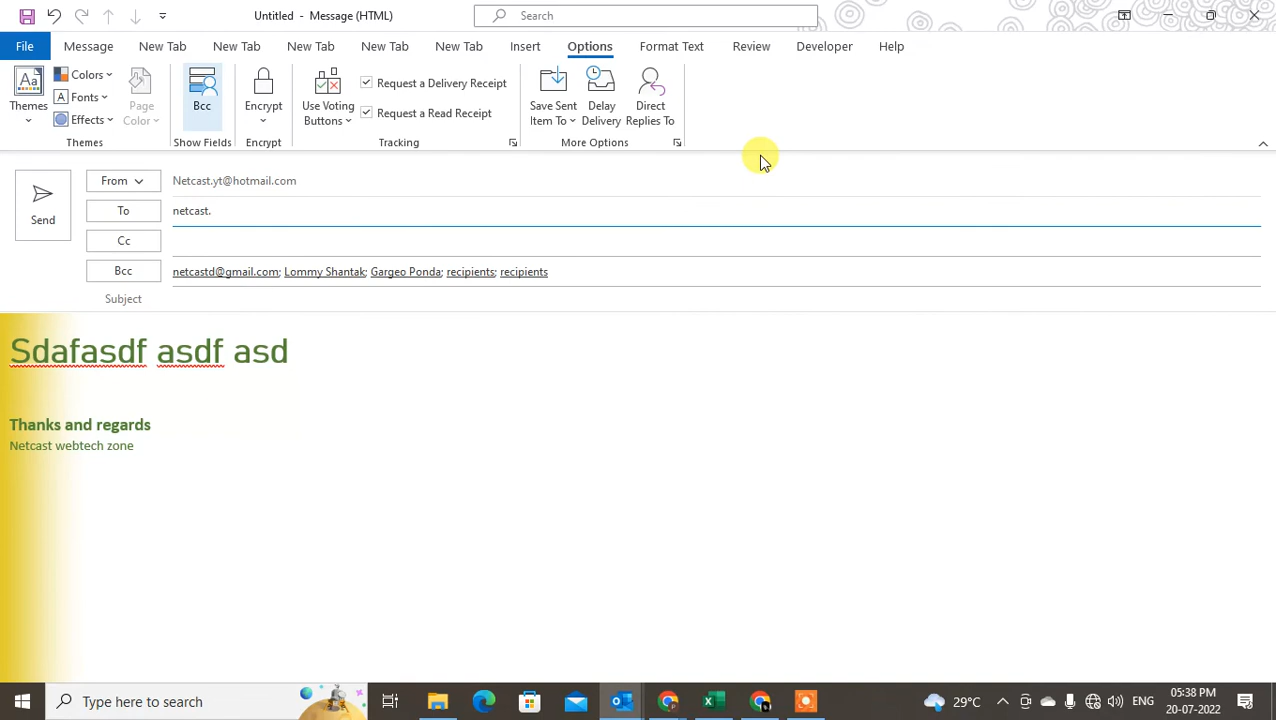 Untitled - Message (HTML)
Search
File Message New Tab New Tab New Tab New Tab New Tab Insert Options Format Text Review Developer Help
Themes
Colors
Fonts
Effects
Page Color
Themes
Bcc
Show Fields
Encrypt
Encrypt
Use Voting Buttons
Request a Delivery Receipt
Request a Read Receipt
Tracking
Save Sent Item To
Delay Delivery
Direct Replies To
More Options
Send
From Netcast.yt@hotmail.com
To netcast.
Cc
Bcc netcastd@gmail.com; Lommy Shantak; Gargeo Ponda; recipients; recipients
Subject
Sdafasdf asdf asd
Thanks and regards
Netcast webtech zone
Type here to search
29°C
ENG
05:38 PM
20-07-2022